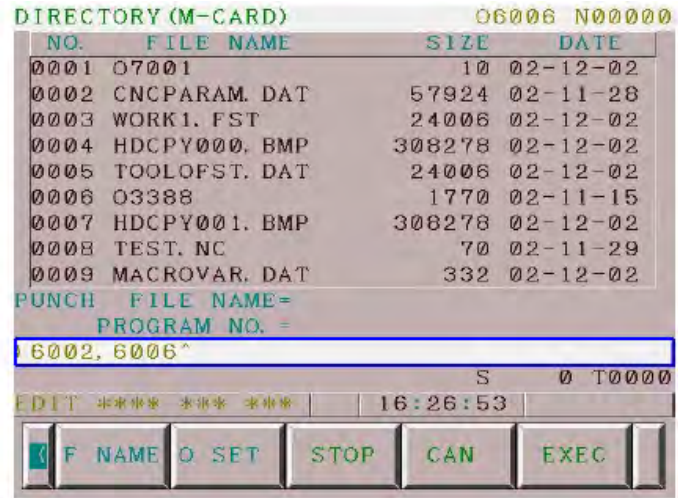 DIRECTORY (M-CARD) O6006 N00000
NO. FILE NAME SIZE DATE
0001 O7001 10 02-12-02
0002 CNCPARAM. DAT 57924 02-11-28
0003 WORK1. FST 24006 02-12-02
0004 HDCPY000. BMP 308278 02-12-02
0005 TOOLOFST. DAT 24006 02-12-02
0006 O3388 1770 02-11-15
0007 HDCPY001. BMP 308278 02-12-02
0008 TEST. NC 70 02-11-29
0009 MACROVAR. DAT 332 02-12-02
PUNCH FILE NAME=
PROGRAM NO. =
6002, 6006^
S 0 T0000
EDIT **** *** *** 16:26:53
F NAME O SET STOP CAN EXEC